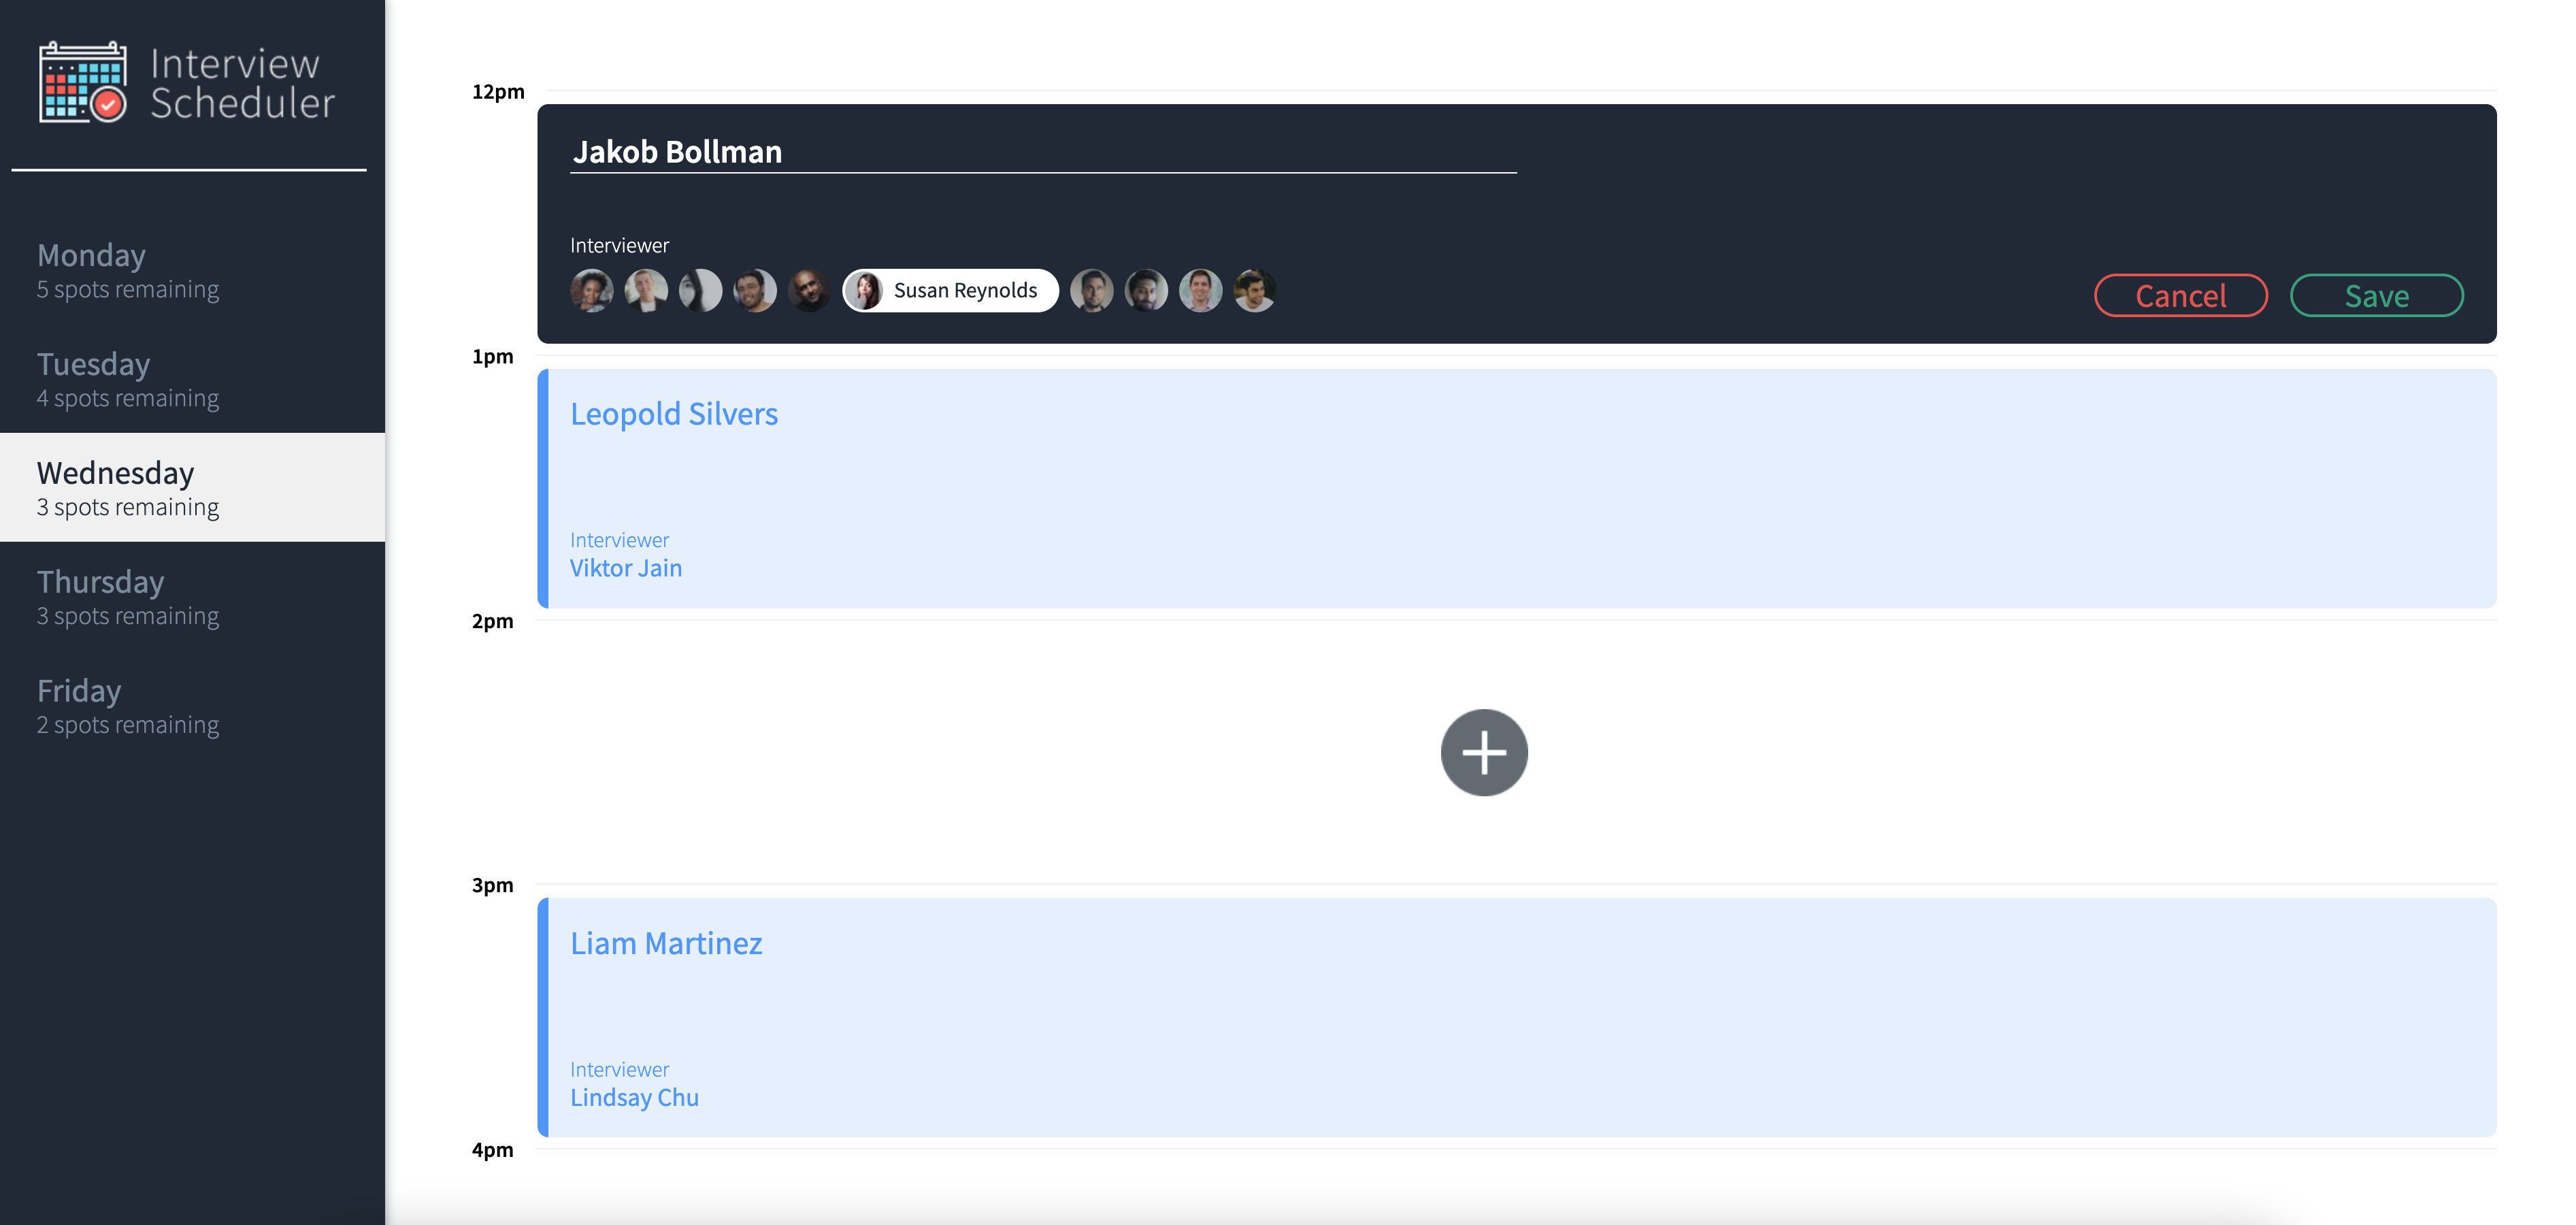 Interview
Scheduler
Monday
5 spots remaining
Tuesday
4 spots remaining
Wednesday
3 spots remaining
Thursday
3 spots remaining
Friday
2 spots remaining
12pm
Jakob Bollman
Interviewer
Susan Reynolds
Cancel
Save
1pm
Leopold Silvers
Interviewer
Viktor Jain
2pm
3pm
Liam Martinez
Interviewer
Lindsay Chu
4pm